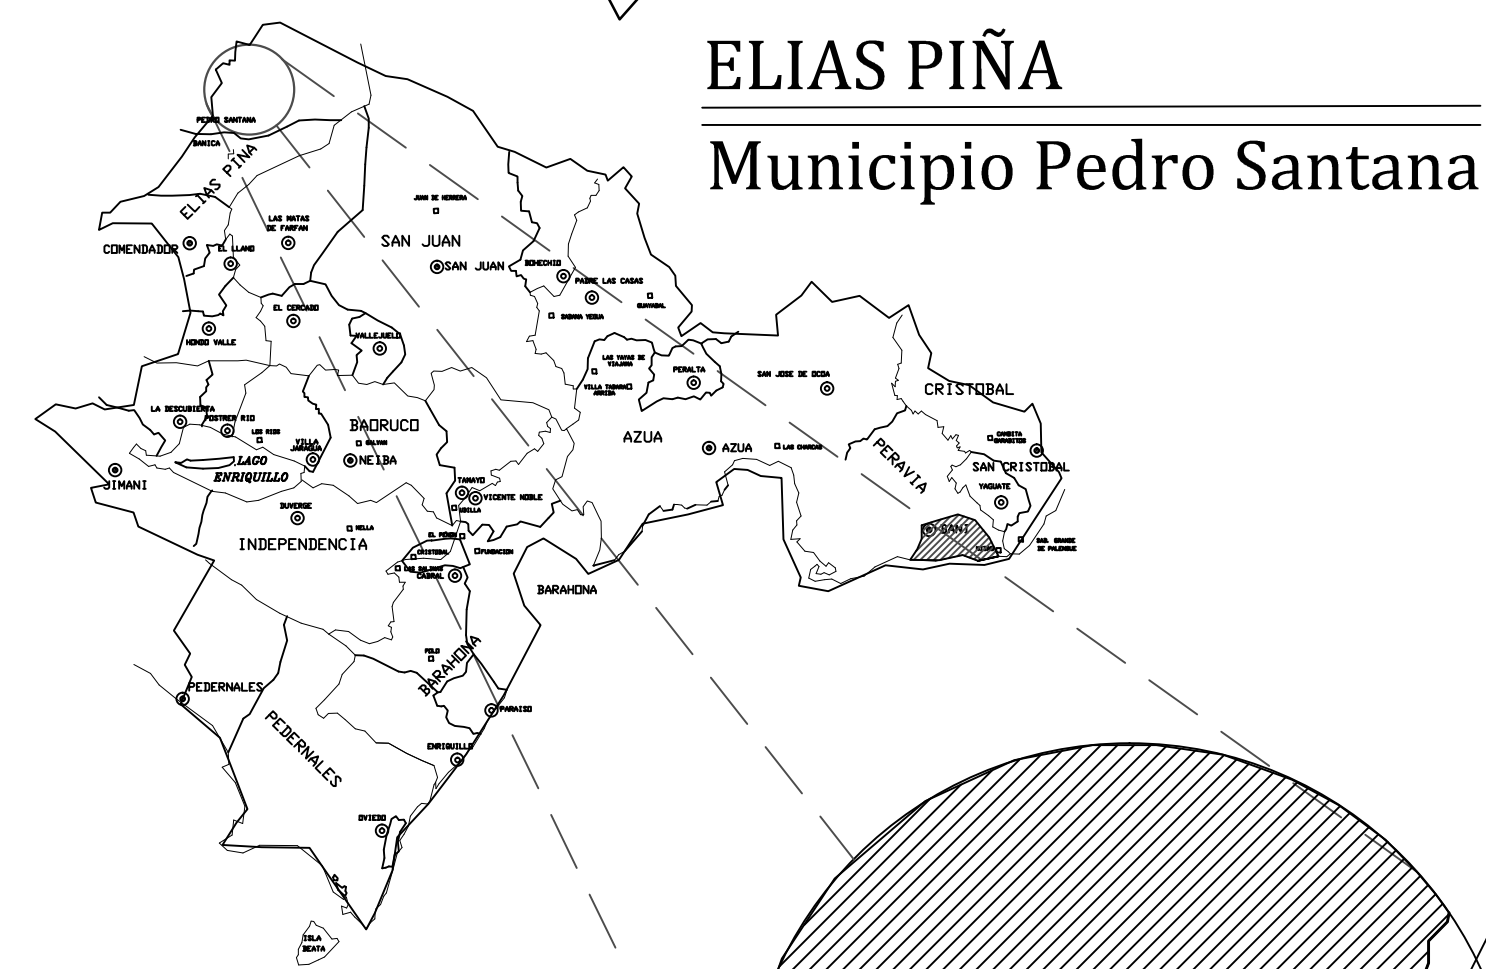 ELIAS PIÑA
Municipio Pedro Santana
PEDRO SANTANA
BANICA
ELIAS PIÑA
JUAN DE HERRERA
LAS MATAS
DE FARFAN
COMENDADOR
EL LLANO
SAN JUAN
SAN JUAN
BOHECHIO
PADRE LAS CASAS
GUAYABAL
SABANA YEGUA
EL CERCADO
VALLEJUELO
HONDO VALLE
LAS YAYAS DE
VIAJAMA
VILLA TABARA
ARRIBA
PERALTA
SAN JOSE DE OCOA
CRISTOBAL
LA DESCUBIERTA
POSTRER RIO
LOS RIOS
VILLA
JARAGUA
BAORUCO
GALVAN
NEIBA
LAGO
ENRIQUILLO
JIMANI
AZUA
AZUA
LAS CHARCAS
PERAVIA
CAMBITA
GARABITOS
SAN CRISTOBAL
YAGUATE
TAMAYO
VICENTE NOBLE
UBILLA
DUVERGE
MELLA
INDEPENDENCIA
EL PEÑON
FUNDACION
CRISTOBAL
LAS SALINAS
CABRAL
BANI
SAB. GRANDE
DE PALENQUE
BARAHONA
POLO
BARAHONA
PEDERNALES
PARAISO
PEDERNALES
ENRIQUILLO
OVIEDO
ISLA
BEATA